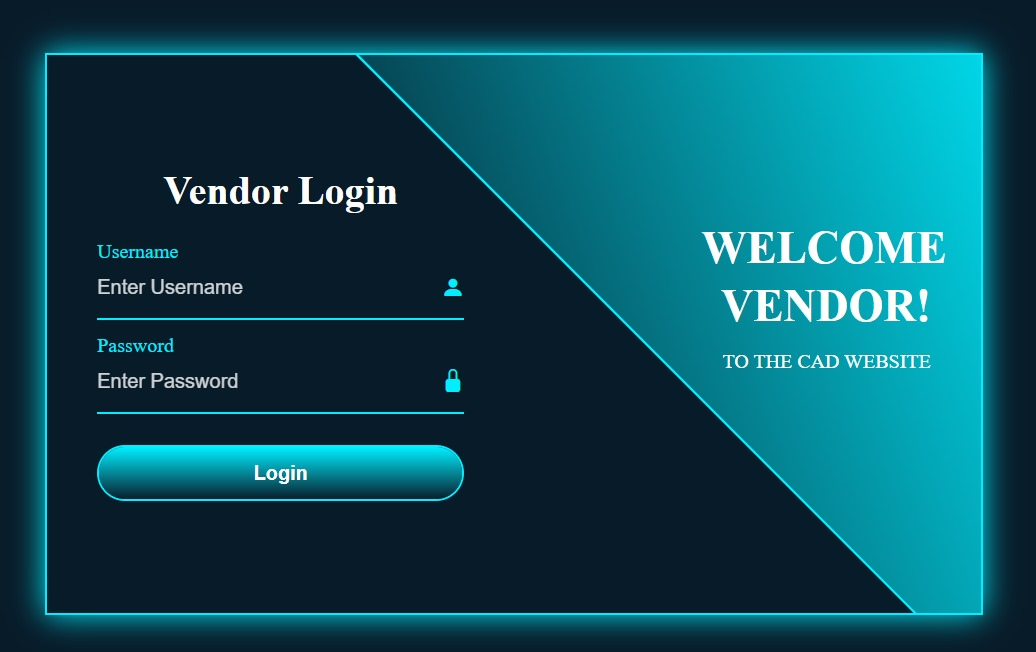 Vendor Login
Username
Enter Username
Password
Enter Password
Login
WELCOME
VENDOR!
TO THE CAD WEBSITE